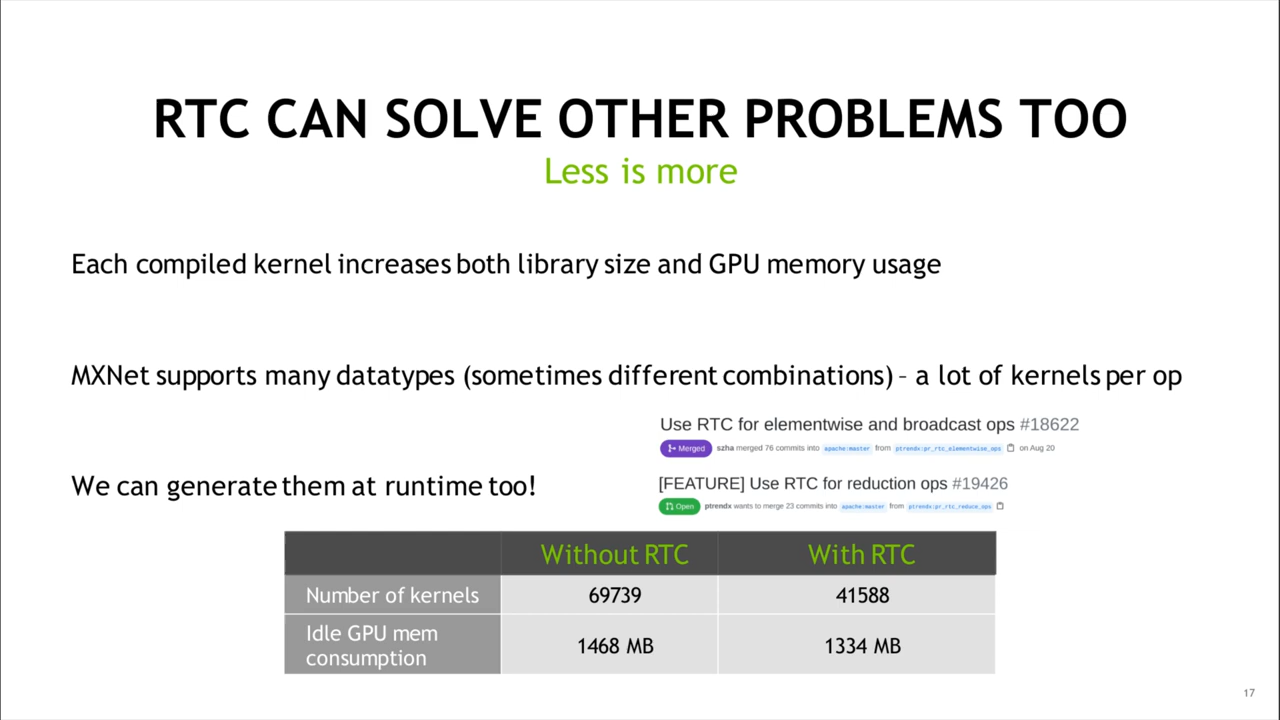 RTC CAN SOLVE OTHER PROBLEMS TOO
Less is more
Each compiled kernel increases both library size and GPU memory usage
MXNet supports many datatypes (sometimes different combinations) – a lot of kernels per op
Use RTC for elementwise and broadcast ops #18622
Merged szha merged 76 commits into apache:master from ptrendx:pr_rtc_elementwise_ops on Aug 20
We can generate them at runtime too!
[FEATURE] Use RTC for reduction ops #19426
Open ptrendx wants to merge 23 commits into apache:master from ptrendx:pr_rtc_reduce_ops
Without RTC With RTC
Number of kernels 69739 41588
Idle GPU mem
consumption 1468 MB 1334 MB
17